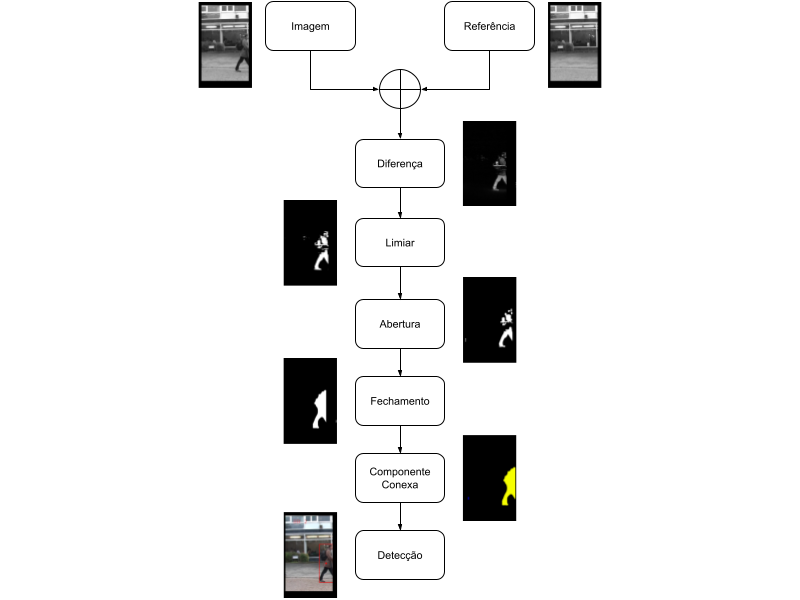 Imagem
Referência
Diferença
Limiar
Abertura
Fechamento
Componente
Conexa
Detecção